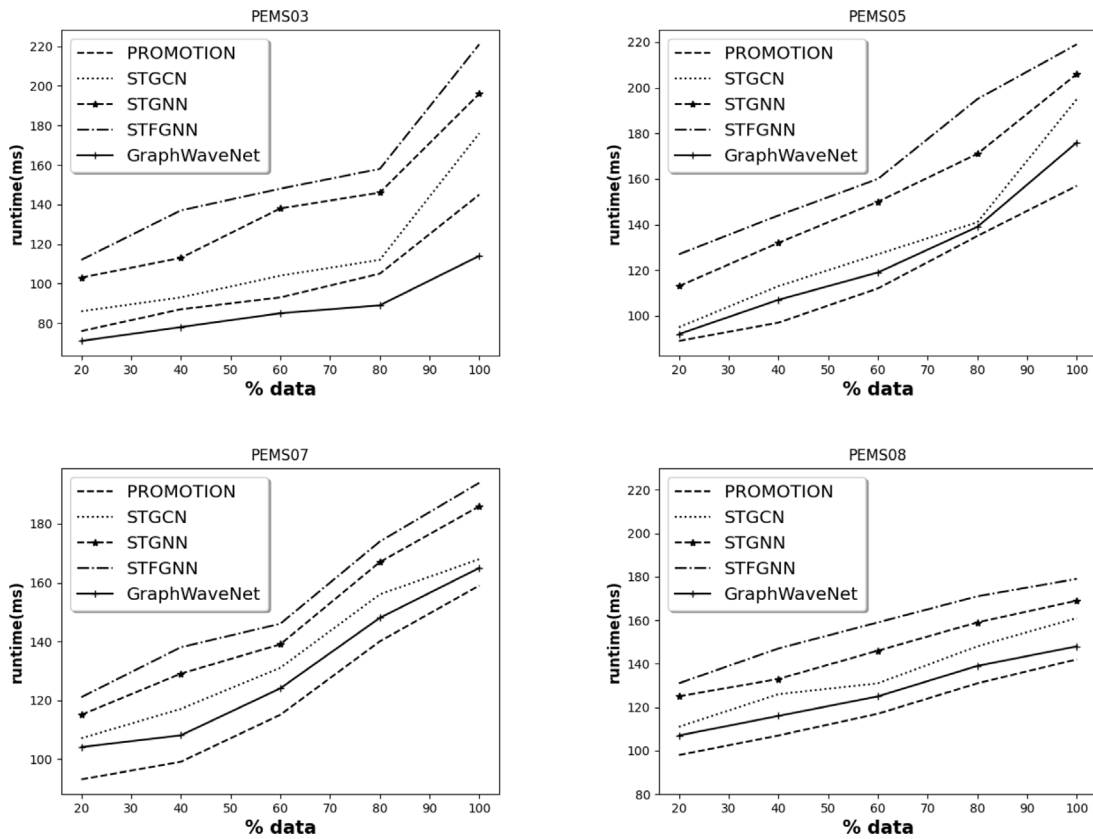 PEMS03
220
200
180
160
140
120
100
80
runtime(ms)
PROMOTION
STGCN
STGNN
STFGNN
GraphWaveNet
20 30 40 50 60 70 80 90 100
% data
PEMS05
220
200
180
160
140
120
100
runtime(ms)
PROMOTION
STGCN
STGNN
STFGNN
GraphWaveNet
20 30 40 50 60 70 80 90 100
% data
PEMS07
180
160
140
120
100
runtime(ms)
PROMOTION
STGCN
STGNN
STFGNN
GraphWaveNet
20 30 40 50 60 70 80 90 100
% data
PEMS08
220
200
180
160
140
120
100
80
runtime(ms)
PROMOTION
STGCN
STGNN
STFGNN
GraphWaveNet
20 30 40 50 60 70 80 90 100
% data